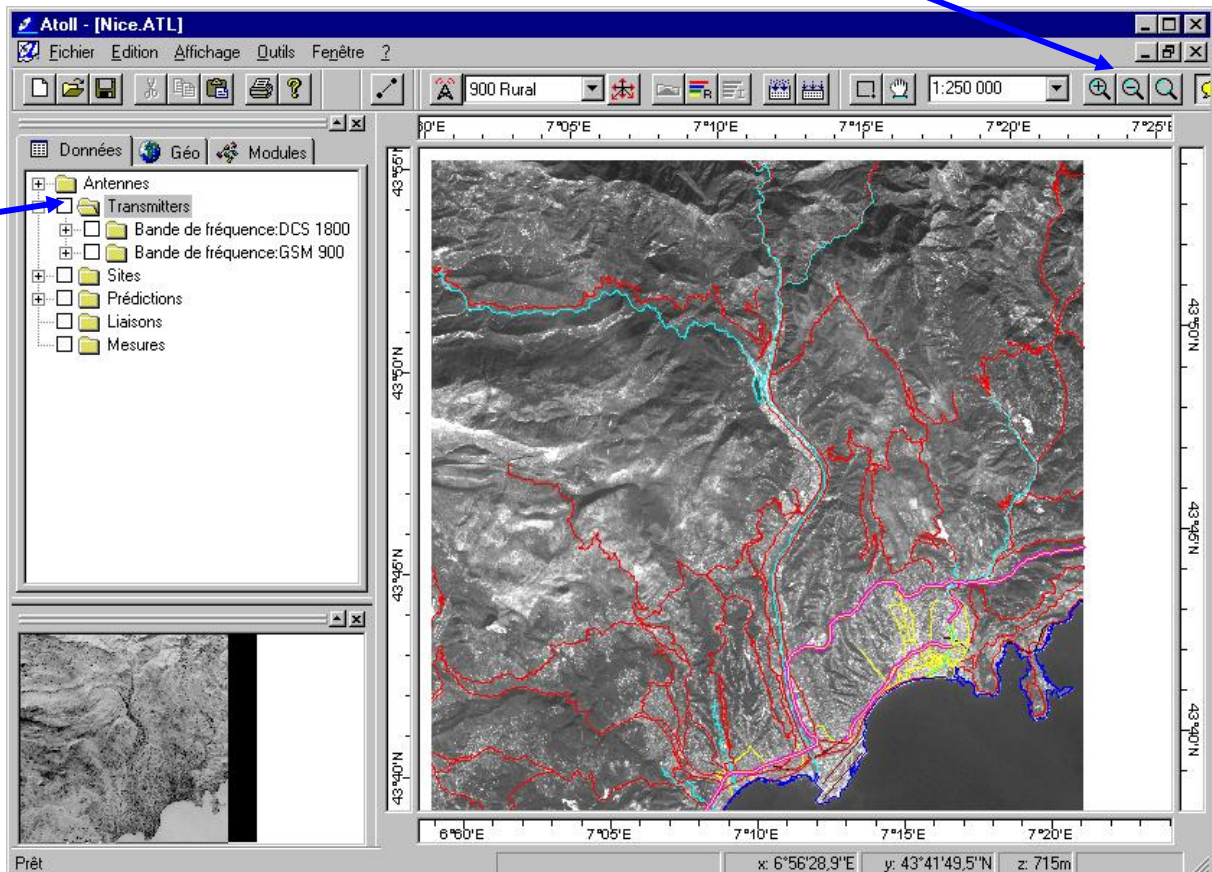 Atoll - [Nice.ATL]
Fichier Edition Affichage Outils Fenêtre ?
900 Rural 1:250 000
Données Géo Modules
Antennes
Transmitters
Bande de fréquence:DCS 1800
Bande de fréquence:GSM 900
Sites
Prédictions
Liaisons
Mesures
0'E 7°05'E 7°10'E 7°15'E 7°20'E 7°25'E
43°55'
43°50'N
43°45'N
43°40'N
43°50'N
43°45'N
43°40'N
6°60'E 7°05'E 7°10'E 7°15'E 7°20'E
Prêt x: 6°56'28,9"E y: 43°41'49,5"N z: 715m